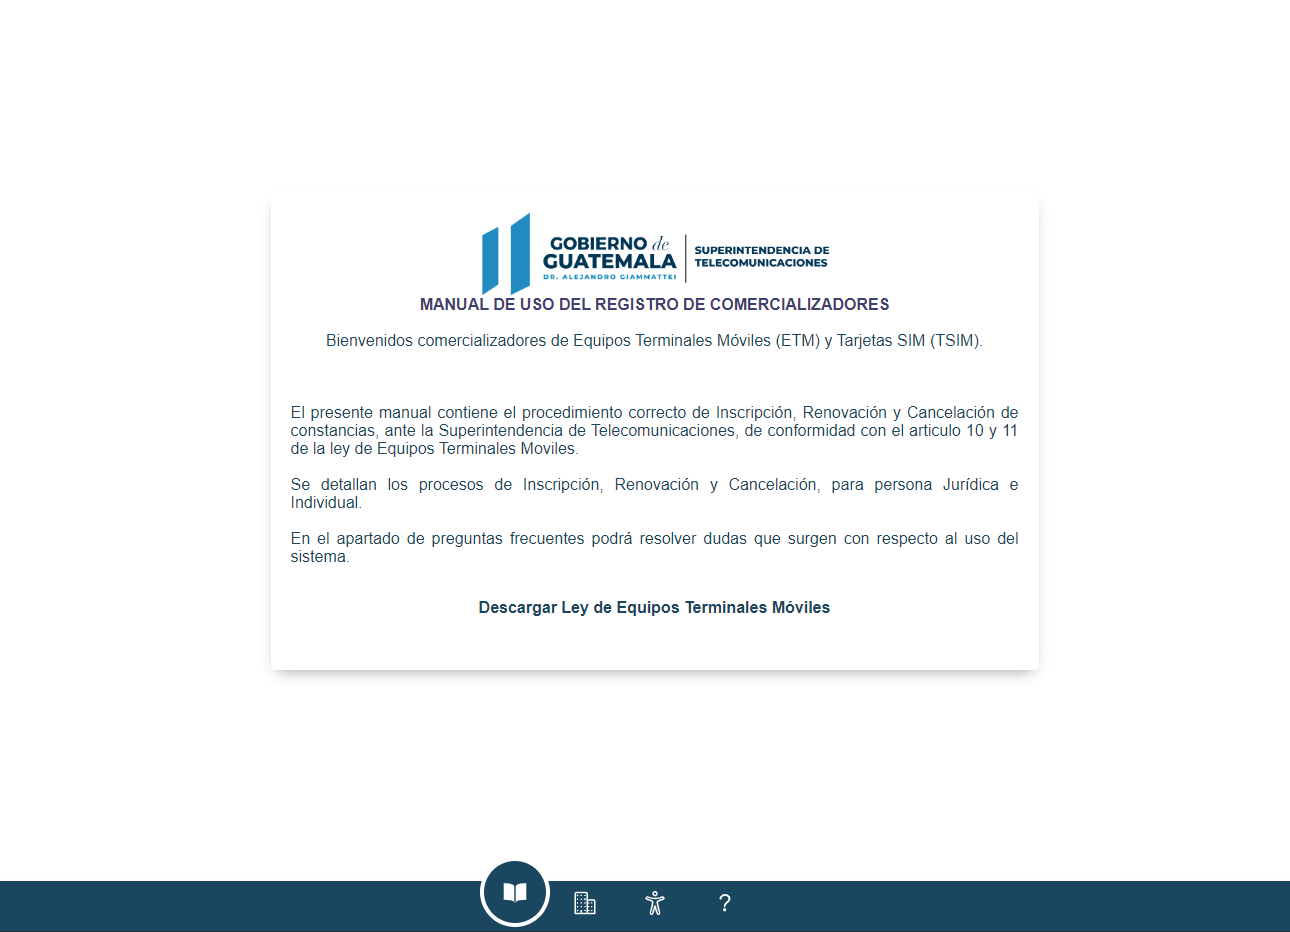 GOBIERNO de
GUATEMALA
DR. ALEJANDRO GIAMMATTEI
SUPERINTENDENCIA DE
TELECOMUNICACIONES
MANUAL DE USO DEL REGISTRO DE COMERCIALIZADORES
Bienvenidos comercializadores de Equipos Terminales Móviles (ETM) y Tarjetas SIM (TSIM).
El presente manual contiene el procedimiento correcto de Inscripción, Renovación y Cancelación de
constancias, ante la Superintendencia de Telecomunicaciones, de conformidad con el articulo 10 y 11
de la ley de Equipos Terminales Moviles.
Se detallan los procesos de Inscripción, Renovación y Cancelación, para persona Jurídica e
Individual.
En el apartado de preguntas frecuentes podrá resolver dudas que surgen con respecto al uso del
sistema.
Descargar Ley de Equipos Terminales Móviles
?